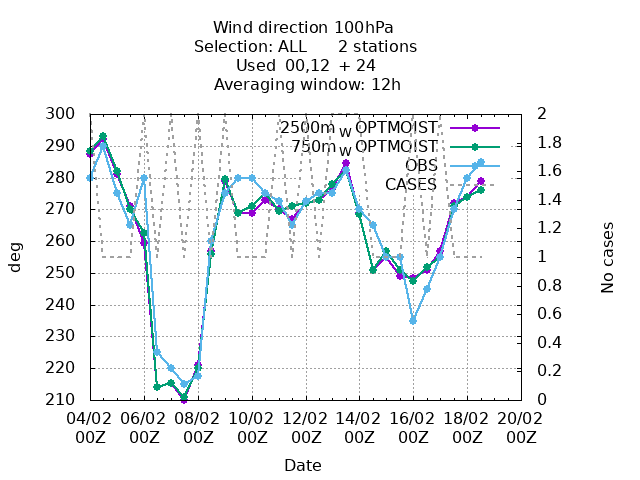 Wind direction 100hPa
Selection: ALL 2 stations
Used 00,12 + 24
Averaging window: 12h
2500m w OPTMOIST
750m w OPTMOIST
OBS
CASES
deg
300
290
280
270
260
250
240
230
220
210
No cases
2
1.8
1.6
1.4
1.2
1
0.8
0.6
0.4
0.2
0
04/02 06/02 08/02 10/02 12/02 14/02 16/02 18/02 20/02
00Z 00Z 00Z 00Z 00Z 00Z 00Z 00Z 00Z
Date